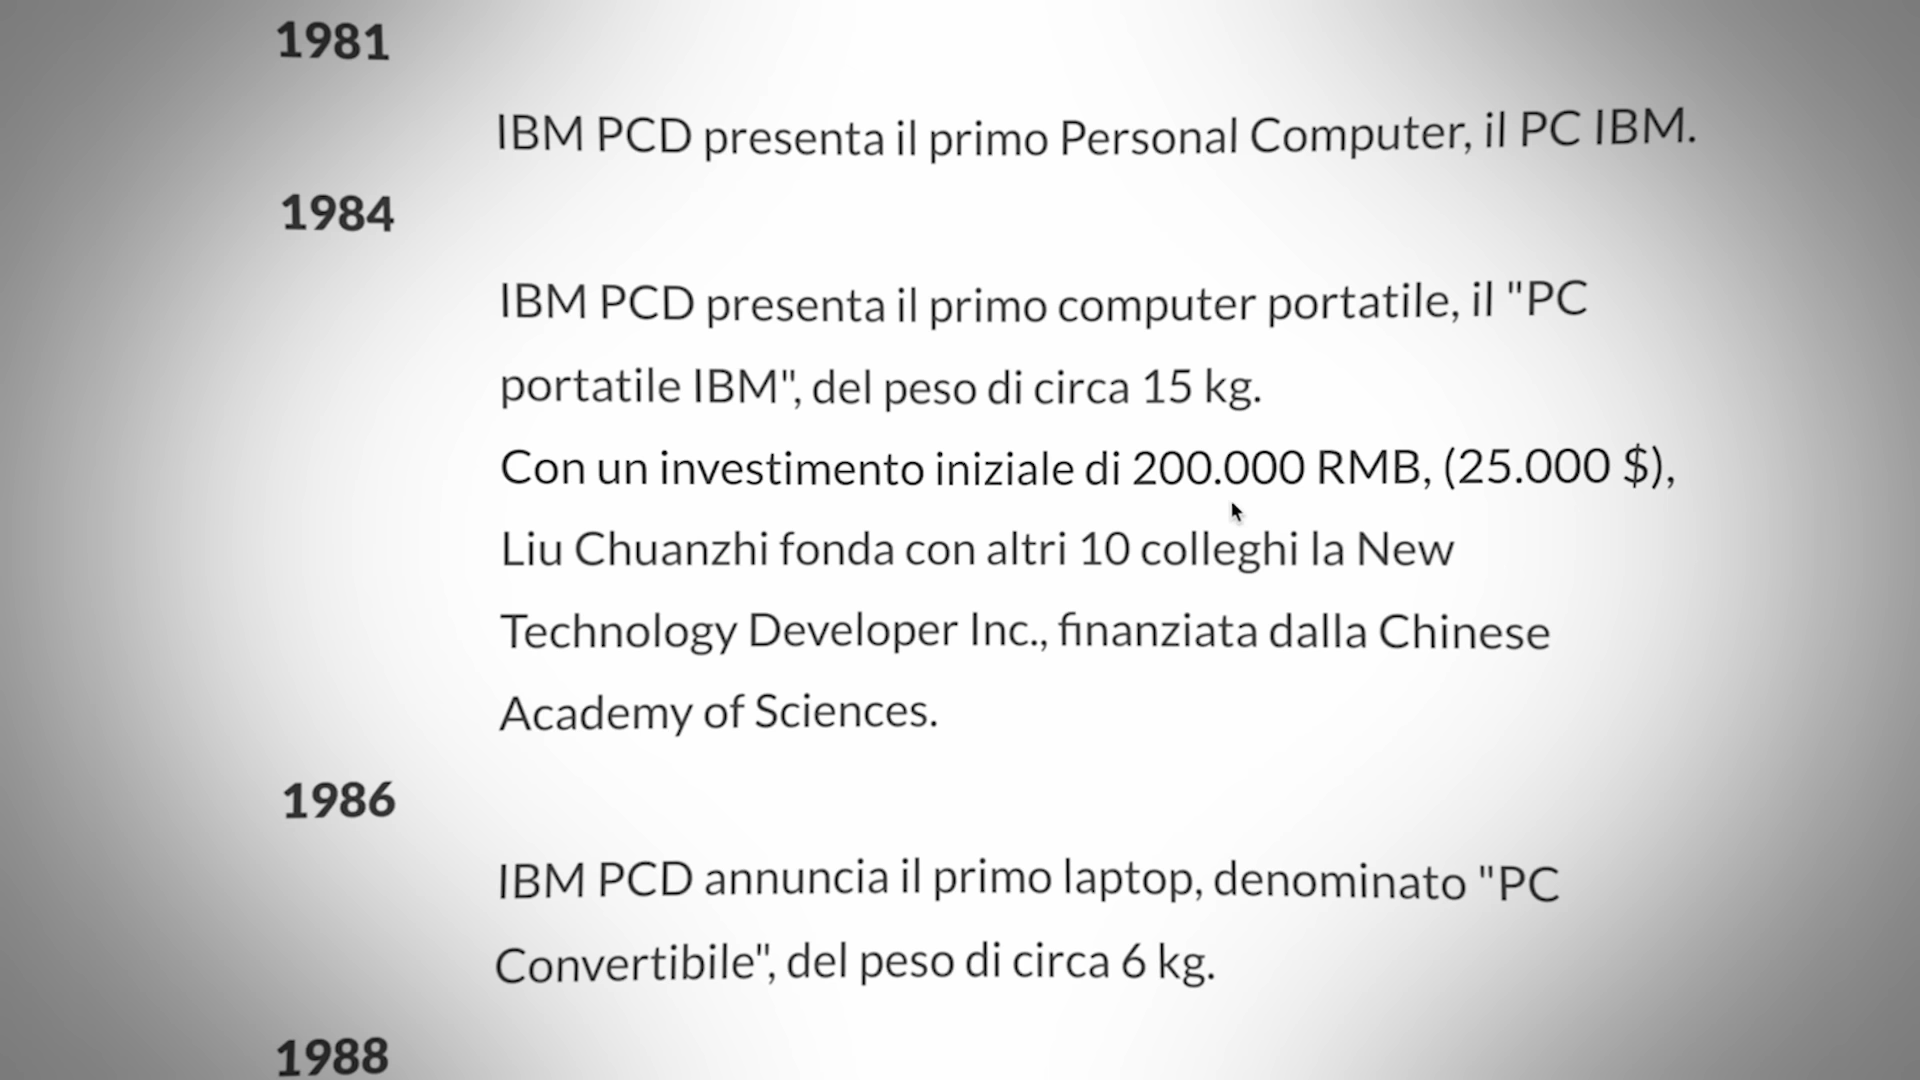 1981
IBM PCD presenta il primo Personal Computer, il PC IBM.
1984
IBM PCD presenta il primo computer portatile, il "PC
portatile IBM", del peso di circa 15 kg.
Con un investimento iniziale di 200.000 RMB, (25.000 $),
Liu Chuanzhi fonda con altri 10 colleghi la New
Technology Developer Inc., finanziata dalla Chinese
Academy of Sciences.
1986
IBM PCD annuncia il primo laptop, denominato "PC
Convertibile", del peso di circa 6 kg.
1988